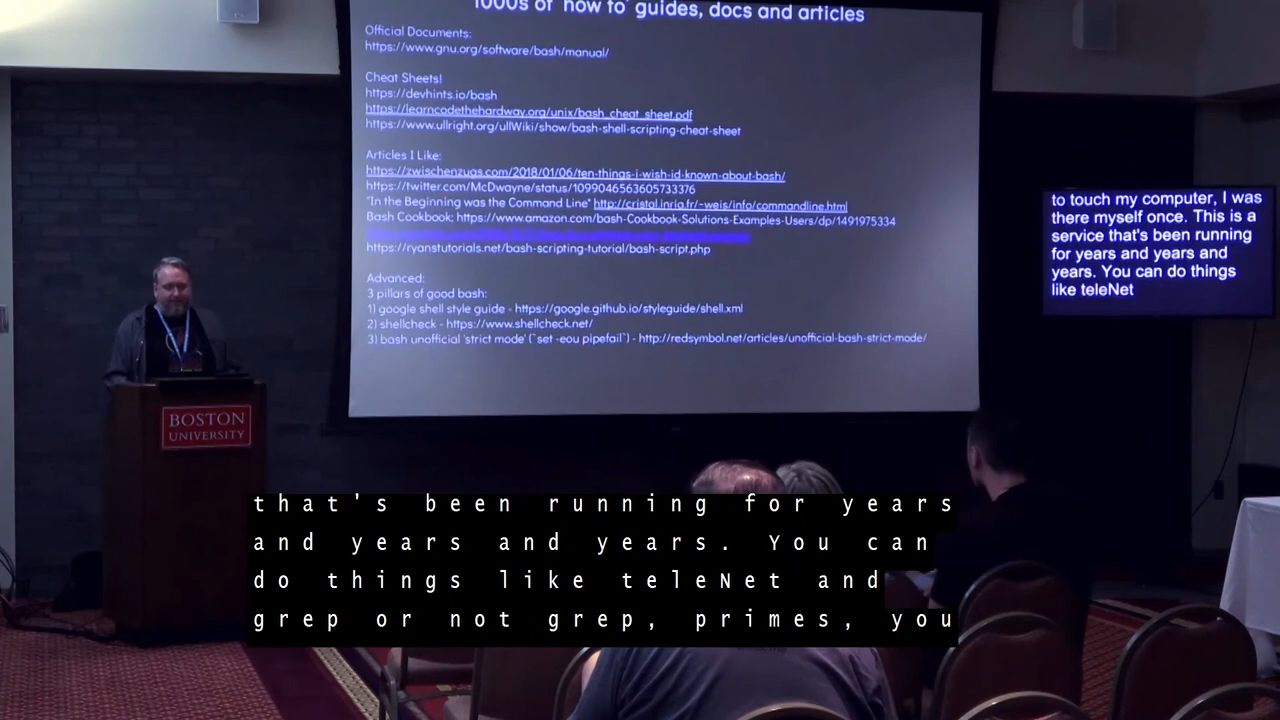 1000s of 'how to' guides, docs and articles
Official Documents:
https://www.gnu.org/software/bash/manual/
Cheat Sheets!
https://devhints.io/bash
https://learncodethehardway.org/unix/bash_cheat_sheet.pdf
https://www.ullright.org/ullWiki/show/bash-shell-scripting-cheat-sheet
Articles I Like:
https://zwischenzugs.com/2018/01/06/ten-things-i-wish-id-known-about-bash/
https://twitter.com/McDwayne/status/1099046563605733376
"In the Beginning was the Command Line" http://cristal.inria.fr/~weis/info/commandline.html
Bash Cookbook; https://www.amazon.com/bash-Cookbook-Solutions-Examples-Users/dp/1491975334
https://ryanstutorials.net/bash-scripting-tutorial/bash-script.php
Advanced:
3 pillars of good bash:
1) google shell style guide - https://google.github.io/styleguide/shell.xml
2) shellcheck - https://www.shellcheck.net/
3) bash unofficial 'strict mode' (`set -eou pipefail`) - http://redsymbol.net/articles/unofficial-bash-strict-mode/
to touch my computer, I was
there myself once. This is a
service that's been running
for years and years and
years. You can do things
like teleNet
BOSTON
UNIVERSITY
that's been running for years
and years and years. You can
do things like teleNet and
grep or not grep, primes, you